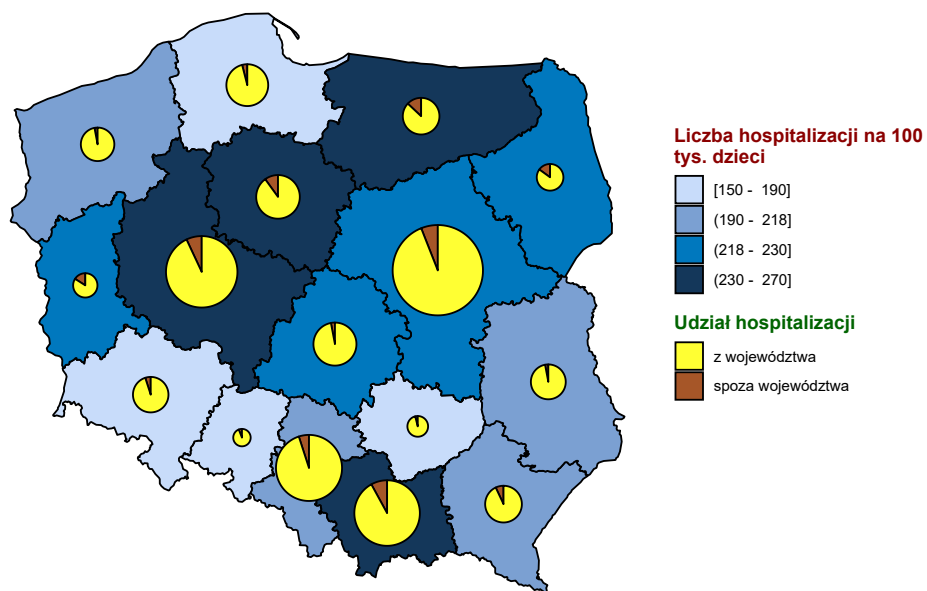 Liczba hospitalizacji na 100
tys. dzieci
[150 - 190]
(190 - 218]
(218 - 230]
(230 - 270]
Udział hospitalizacji
z województwa
spoza województwa